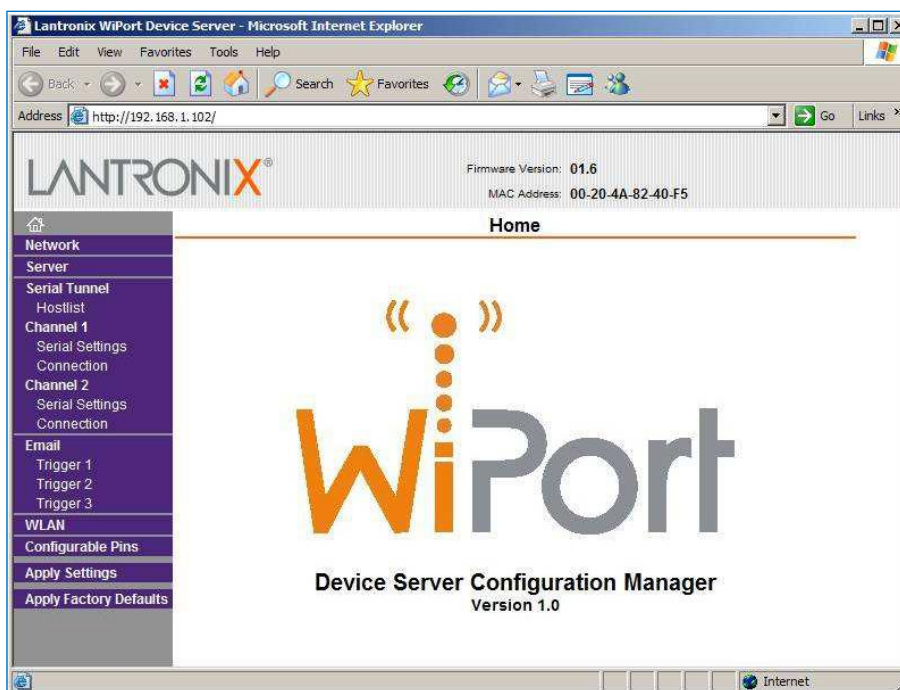 Lantronix WiPort Device Server - Microsoft Internet Explorer
File Edit View Favorites Tools Help
Back Search Favorites
Address http://192.168.1.102/ Go Links »
LANTRONIX®
Firmware Version: 01.6
MAC Address: 00-20-4A-82-40-F5
Home
Network
Server
Serial Tunnel
Hostlist
Channel 1
Serial Settings
Connection
Channel 2
Serial Settings
Connection
Email
Trigger 1
Trigger 2
Trigger 3
WLAN
Configurable Pins
Apply Settings
Apply Factory Defaults
WiPort
Device Server Configuration Manager
Version 1.0
Internet